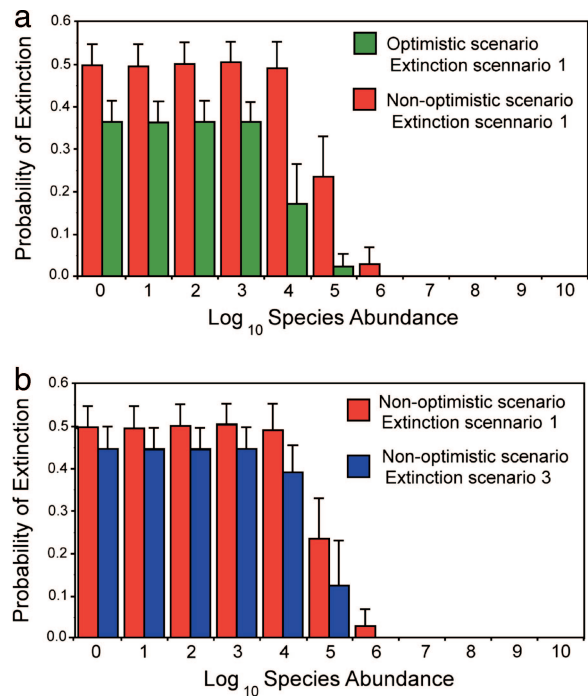 a
Probability of Extinction
0.6
0.5
0.4
0.3
0.2
0.1
0.0
Optimistic scenario
Extinction scennario 1
Non-optimistic scenario
Extinction scennario 1
0 1 2 3 4 5 6 7 8 9 10
Log 10 Species Abundance
b
Probability of Extinction
0.6
0.5
0.4
0.3
0.2
0.1
0.0
Non-optimistic scenario
Extinction scennario 1
Non-optimistic scenario
Extinction scenario 3
0 1 2 3 4 5 6 7 8 9 10
Log 10 Species Abundance